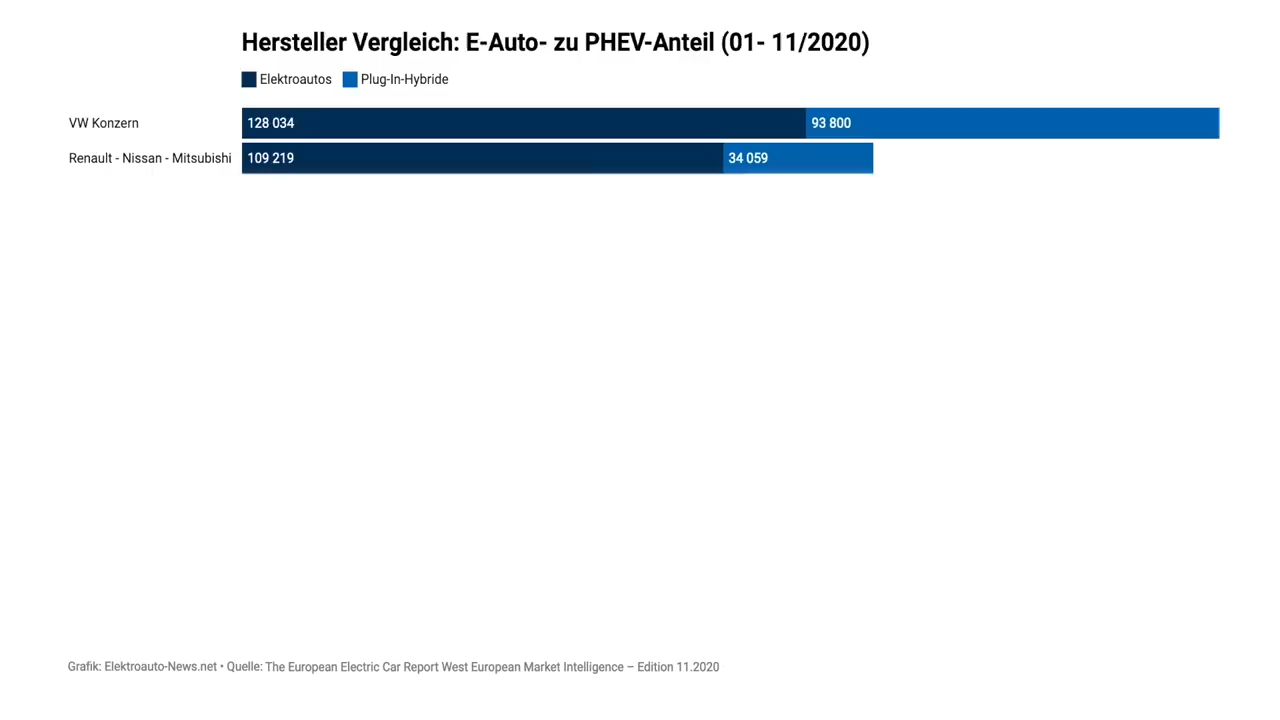 Hersteller Vergleich: E-Auto- zu PHEV-Anteil (01- 11/2020)
Elektroautos Plug-In-Hybride
VW Konzern 128 034 93 800
Renault - Nissan - Mitsubishi 109 219 34 059
Grafik: Elektroauto-News.net • Quelle: The European Electric Car Report West European Market Intelligence – Edition 11.2020